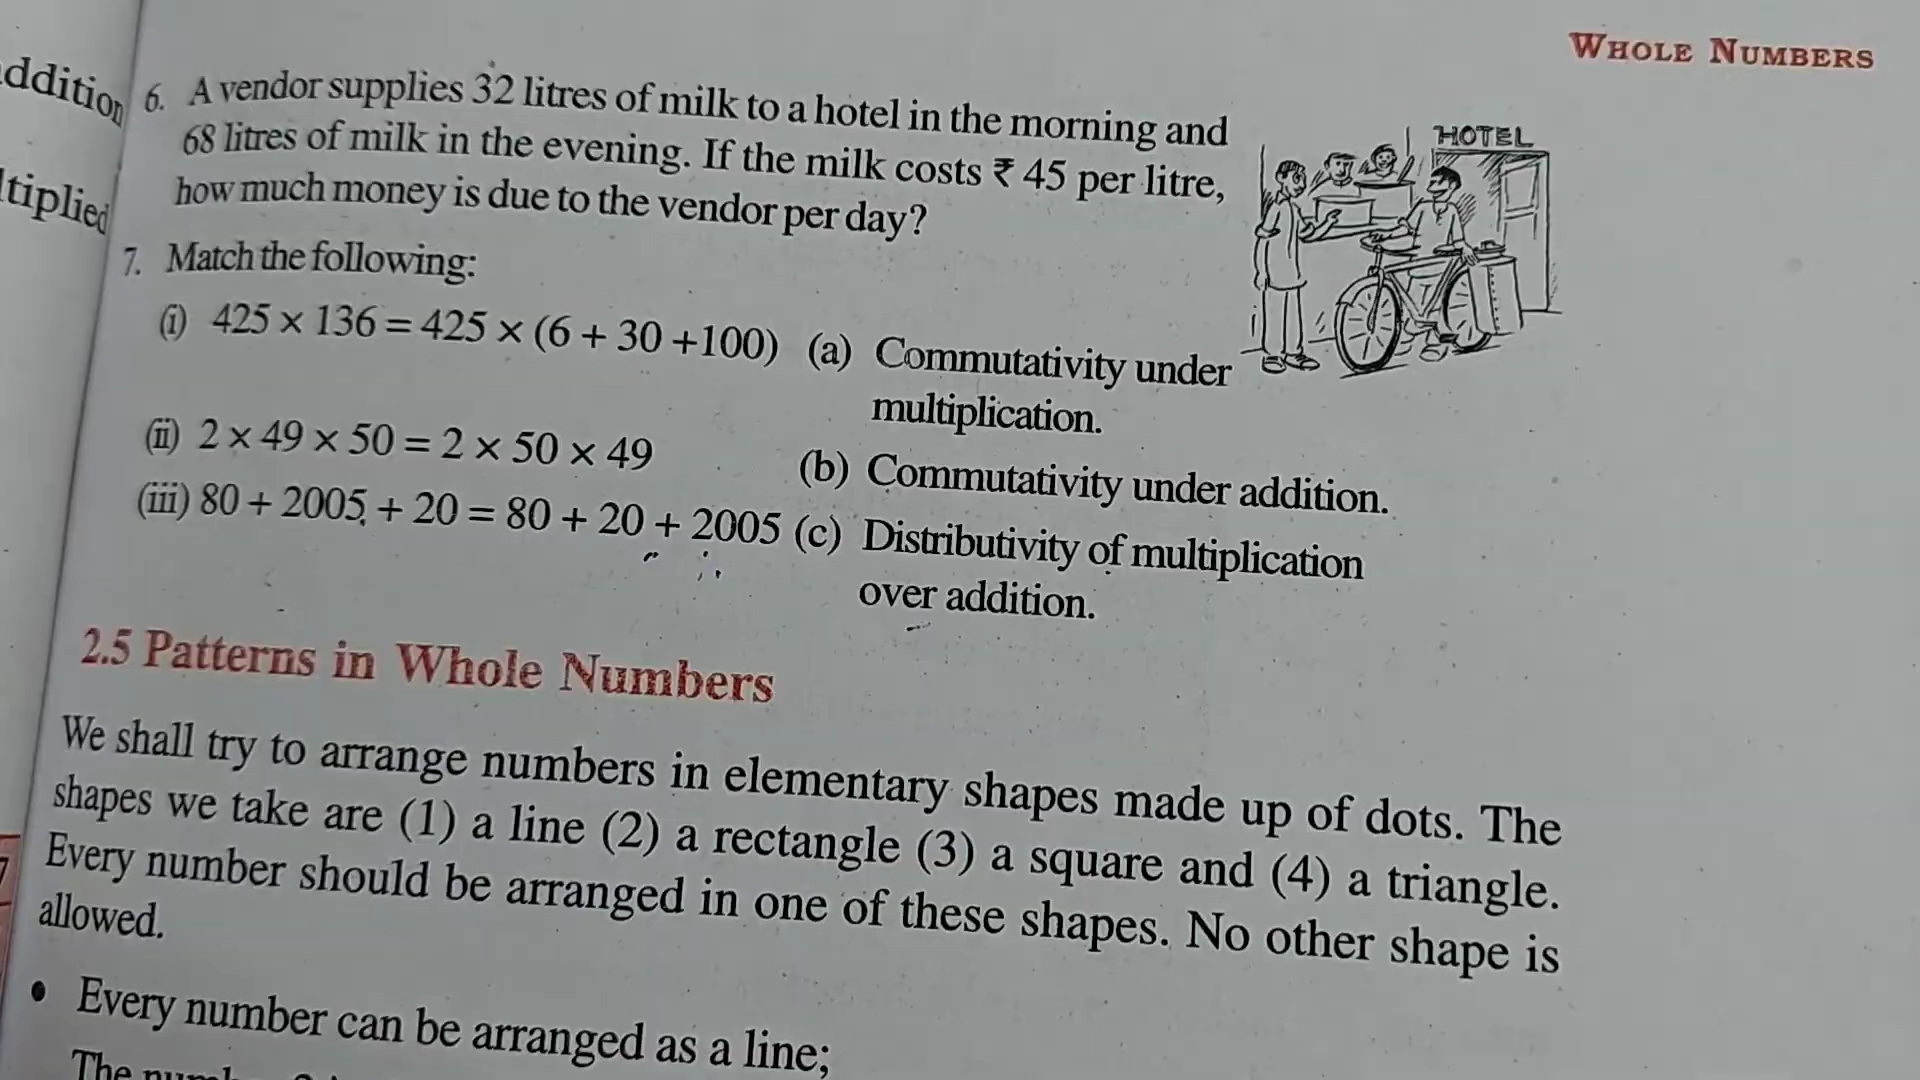 WHOLE NUMBERS
addition
6. A vendor supplies 32 litres of milk to a hotel in the morning and
68 litres of milk in the evening. If the milk costs ₹ 45 per litre,
how much money is due to the vendor per day?
HOTEL
tiplied
7. Match the following:
(i) 425 × 136 = 425 × (6 + 30 +100) (a) Commutativity under
multiplication.
(ii) 2 × 49 × 50 = 2 × 50 × 49 (b) Commutativity under addition.
(iii) 80 + 2005 + 20 = 80 + 20 + 2005 (c) Distributivity of multiplication
over addition.
2.5 Patterns in Whole Numbers
We shall try to arrange numbers in elementary shapes made up of dots. The
shapes we take are (1) a line (2) a rectangle (3) a square and (4) a triangle.
Every number should be arranged in one of these shapes. No other shape is
allowed.
• Every number can be arranged as a line;
The